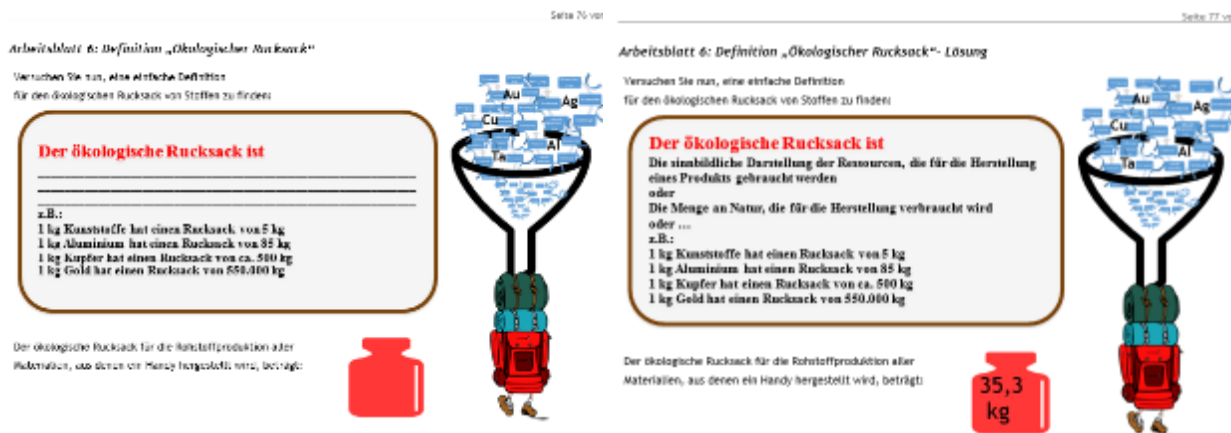 Seite 76 vor
Arbeitsblatt 6: Definition „Ökologischer Rucksack“
Versuchen Sie nun, eine einfache Definition
für den ökologischen Rucksack von Stoffen zu finden:
Der ökologische Rucksack ist
z.B.:
1 kg Kunststoffe hat einen Rucksack von 5 kg
1 kg Aluminium hat einen Rucksack von 85 kg
1 kg Kupfer hat einen Rucksack von ca. 500 kg
1 kg Gold hat einen Rucksack von 550.000 kg
Au
Ag
Cu
Al
Ta
Der ökologische Rucksack für die Rohstoffproduktion aller
Materialien, aus denen ein Handy hergestellt wird, beträgt:
Seite 77 vo
Arbeitsblatt 6: Definition „Ökologischer Rucksack“- Lösung
Versuchen Sie nun, eine einfache Definition
für den ökologischen Rucksack von Stoffen zu finden:
Der ökologische Rucksack ist
Die sinnbildliche Darstellung der Ressourcen, die für die Herstellung
eines Produkts gebraucht werden
oder
Die Menge an Natur, die für die Herstellung verbraucht wird
oder ...
z.B.:
1 kg Kunststoffe hat einen Rucksack von 5 kg
1 kg Aluminium hat einen Rucksack von 85 kg
1 kg Kupfer hat einen Rucksack von ca. 500 kg
1 kg Gold hat einen Rucksack von 550.000 kg
Au
Ag
Cu
Al
Ta
Der ökologische Rucksack für die Rohstoffproduktion aller
Materialien, aus denen ein Handy hergestellt wird, beträgt:
35,3
kg